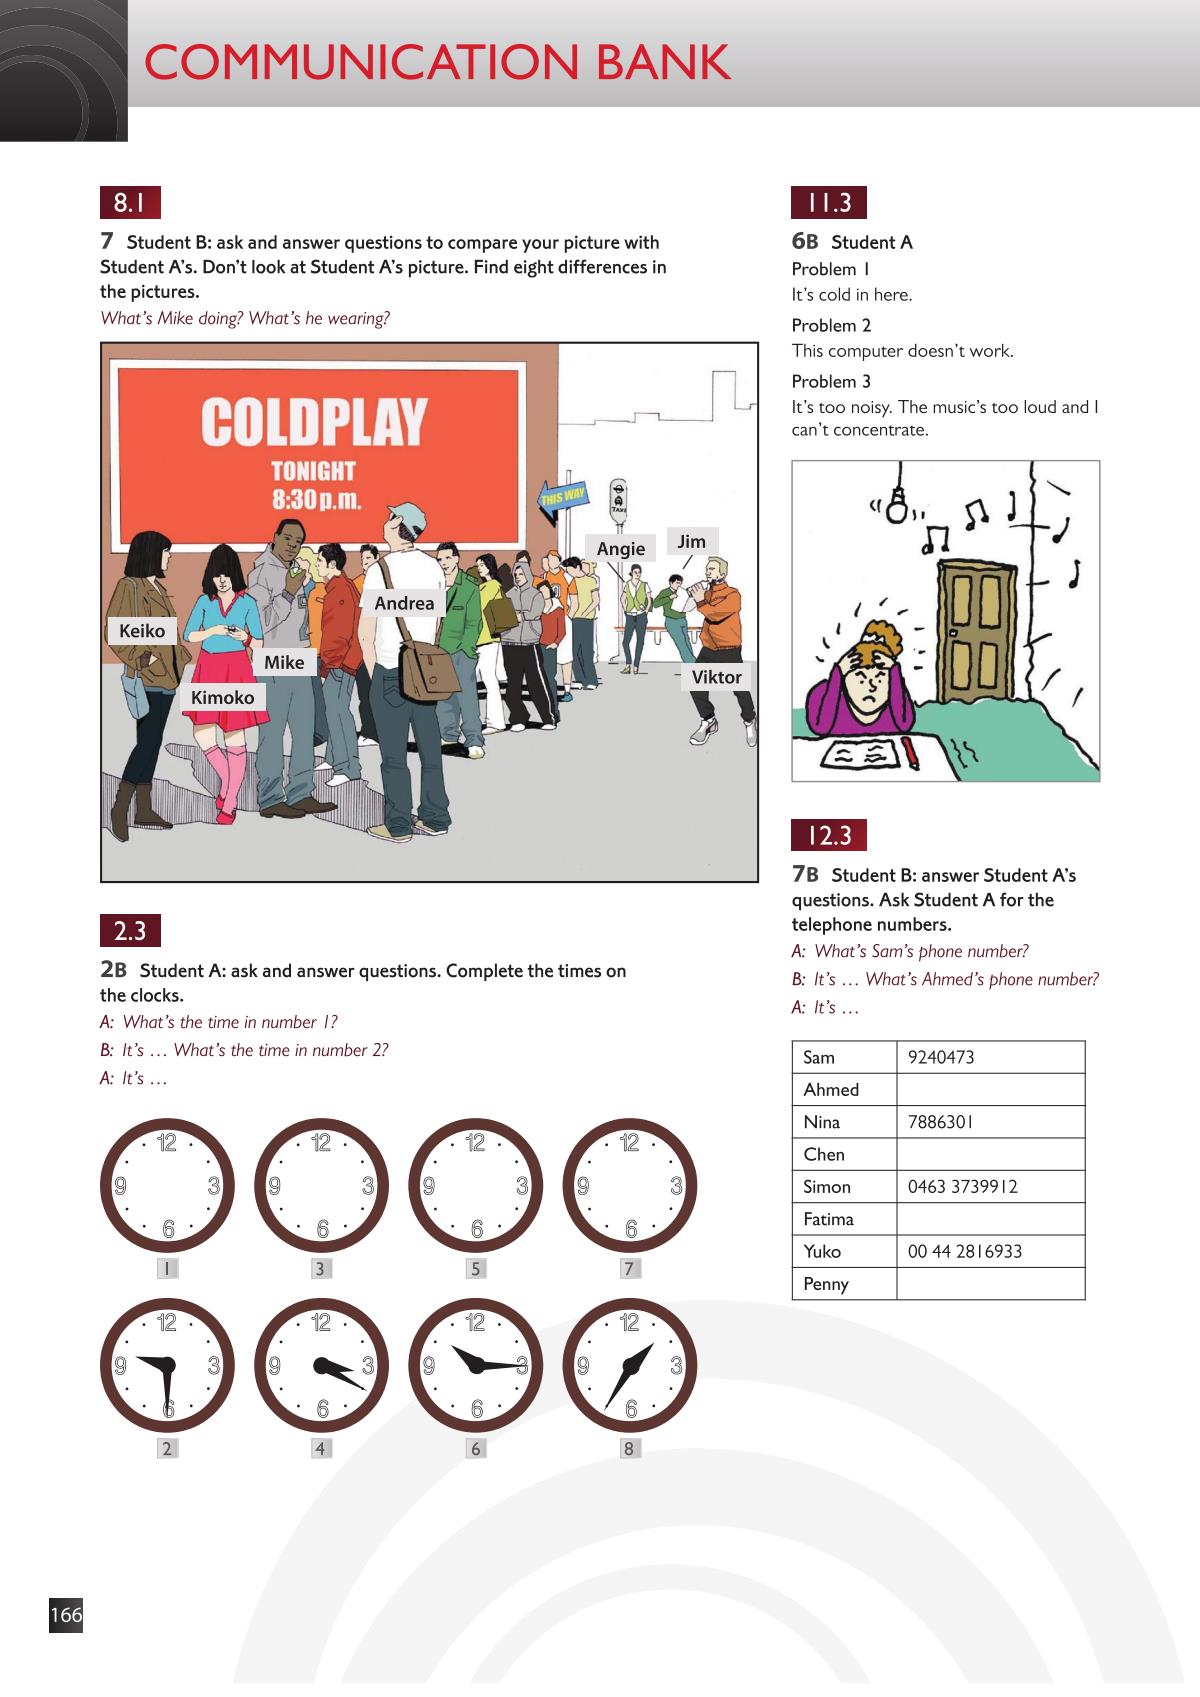 COMMUNICATION BANK
8.1
7 Student B: ask and answer questions to compare your picture with
Student A’s. Don’t look at Student A’s picture. Find eight differences in
the pictures.
What’s Mike doing? What’s he wearing?
COLDPLAY
TONIGHT
8:30 p.m.
THIS WAY
TAXI
Angie
Jim
Andrea
Keiko
Mike
Viktor
Kimoko
2.3
2B Student A: ask and answer questions. Complete the times on
the clocks.
A: What’s the time in number 1?
B: It’s … What’s the time in number 2?
A: It’s …
12 12 12 12
9 3 9 3 9 3 9 3
6 6 6 6
1 3 5 7
12 12 12 12
9 3 9 3 9 3 9 3
6 6 6 6
2 4 6 8
11.3
6B Student A
Problem 1
It’s cold in here.
Problem 2
This computer doesn’t work.
Problem 3
It’s too noisy. The music’s too loud and I
can’t concentrate.
12.3
7B Student B: answer Student A’s
questions. Ask Student A for the
telephone numbers.
A: What’s Sam’s phone number?
B: It’s … What’s Ahmed’s phone number?
A: It’s …
Sam 9240473
Ahmed
Nina 7886301
Chen
Simon 0463 3739912
Fatima
Yuko 00 44 2816933
Penny
166